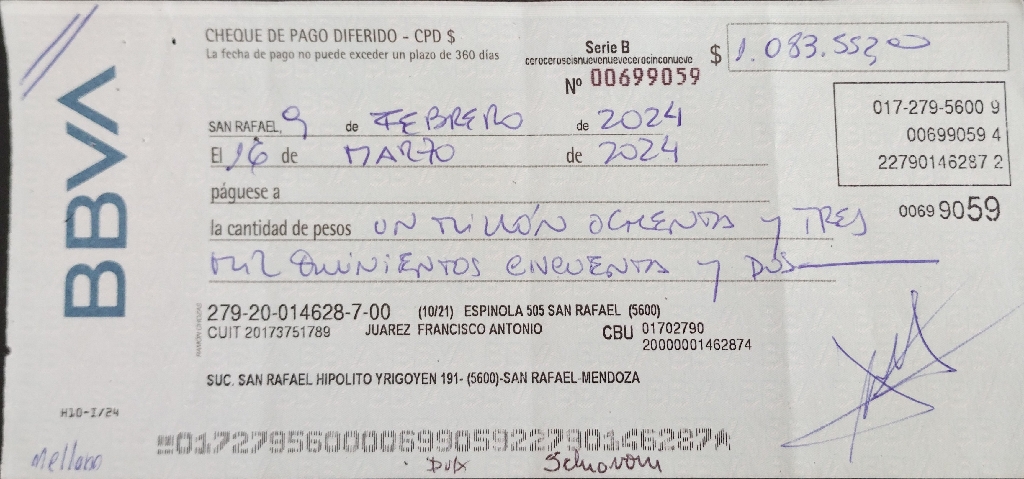 BBVA
CHEQUE DE PAGO DIFERIDO - CPD $
La fecha de pago no puede exceder un plazo de 360 días
Serie B
ceroceroseisnuevenuevecerocinconueve
Nº 00699059
$ 1.083.552,00
017-279-5600 9
00699059 4
22790146287 2
0069 9059
SAN RAFAEL, 9 de FEBRERO de 2024
El 16 de MARZO de 2024
páguese a
la cantidad de pesos UN MILLÓN OCHENTA y TRES
MIL QUINIENTOS CINCUENTA y DOS
279-20-014628-7-00 (10/21) ESPINOLA 505 SAN RAFAEL (5600)
CUIT 20173751789 JUAREZ FRANCISCO ANTONIO CBU 01702790
20000001462874
SUC. SAN RAFAEL HIPOLITO YRIGOYEN 191- (5600)-SAN RAFAEL-MENDOZA
H10-I/24
017279560000699059227901462874
Mellano